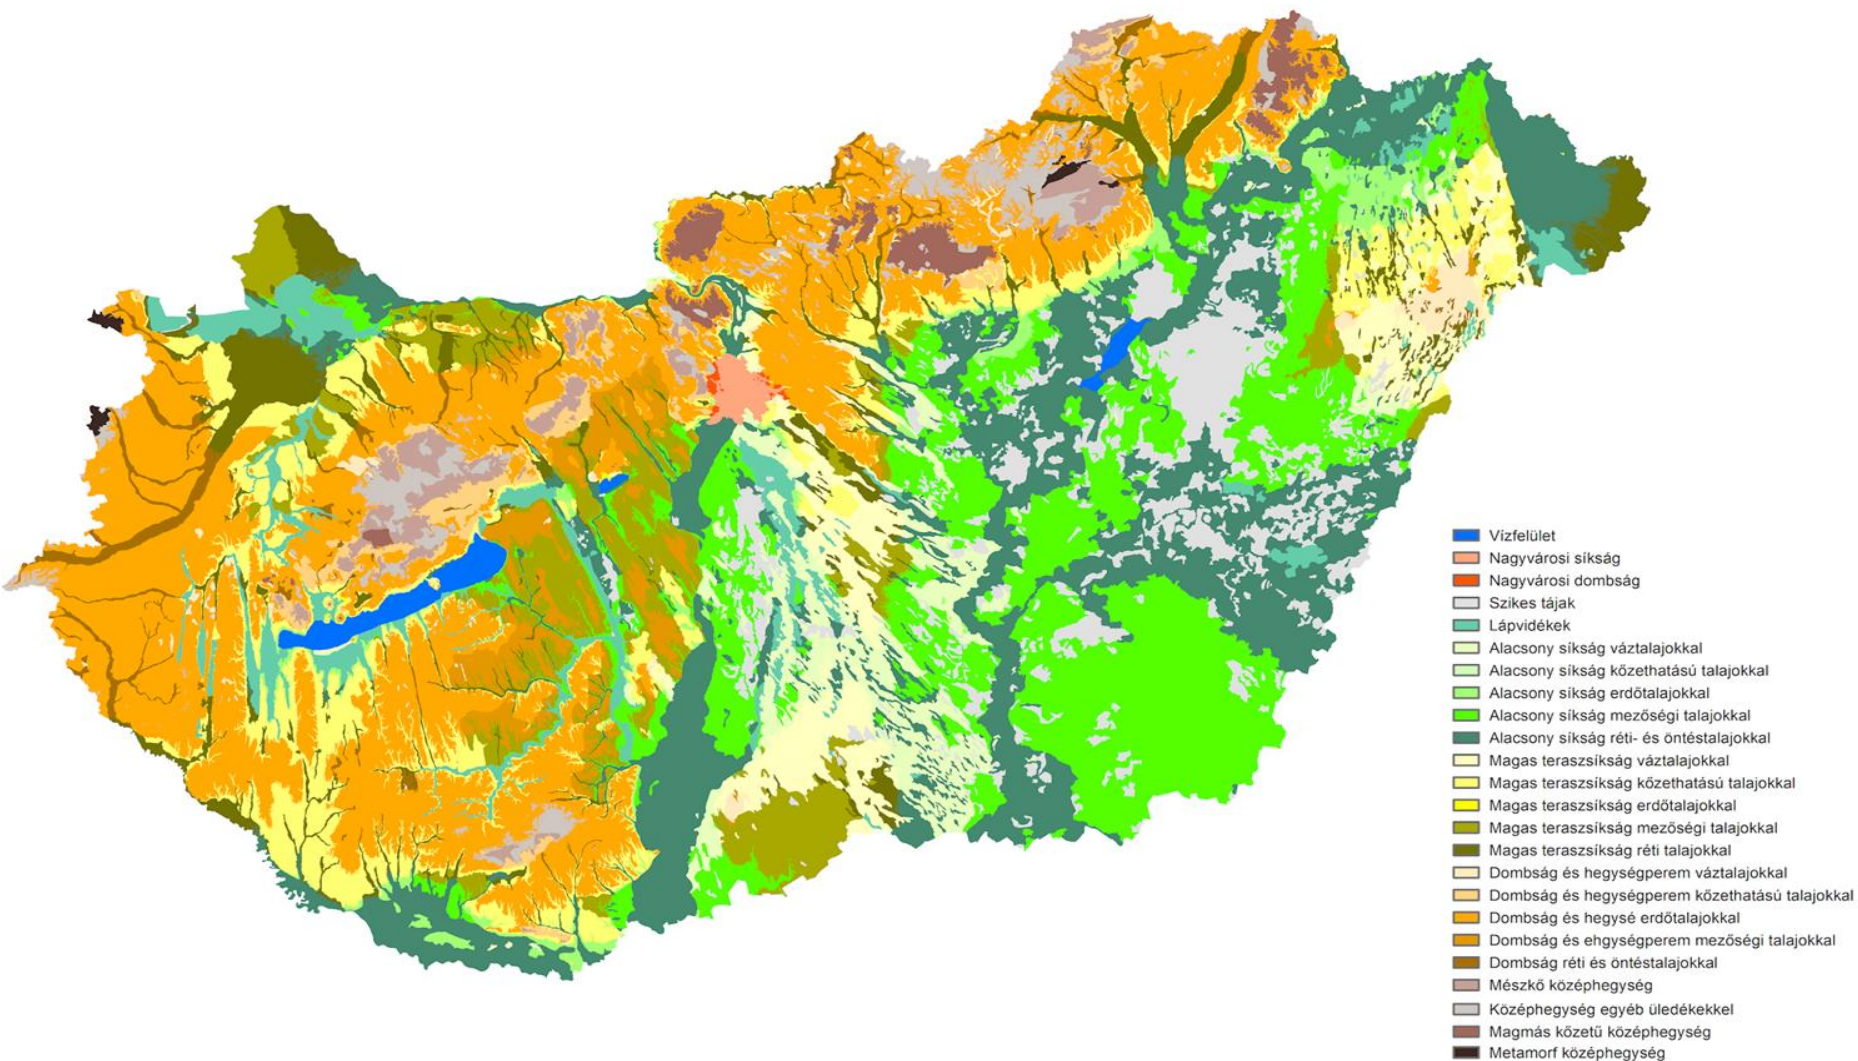 Vízfelület
Nagyvárosi síkság
Nagyvárosi dombság
Szikes tájak
Lápvidékek
Alacsony síkság váztalajokkal
Alacsony síkság kőzethatású talajokkal
Alacsony síkság erdőtalajokkal
Alacsony síkság mezőségi talajokkal
Alacsony síkság réti- és öntéstalajokkal
Magas teraszsíkság váztalajokkal
Magas teraszsíkság kőzethatású talajokkal
Magas teraszsíkság erdőtalajokkal
Magas teraszsíkság mezőségi talajokkal
Magas teraszsíkság réti talajokkal
Dombság és hegységperem váztalajokkal
Dombság és hegységperem kőzethatású talajokkal
Dombság és hegysé erdőtalajokkal
Dombság és ehgységperem mezőségi talajokkal
Dombság réti és öntéstalajokkal
Mészkő középhegység
Középhegység egyéb üledékekkel
Magmás kőzetű középhegység
Metamorf középhegység